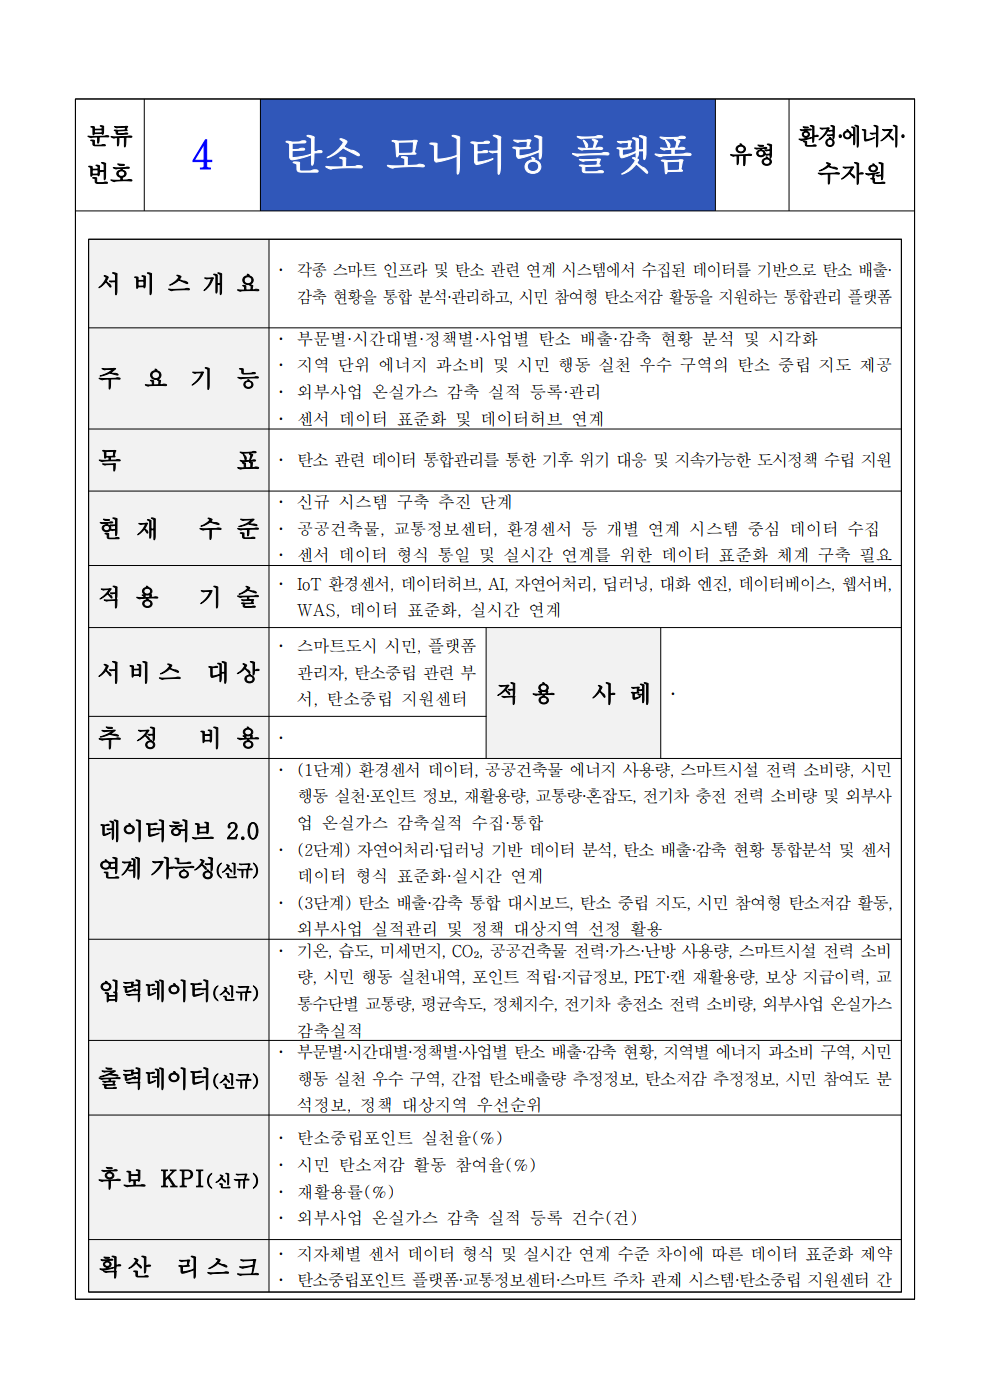 분류
번호
4
탄소 모니터링 플랫폼
유형
환경·에너지·
수자원
서비스개요
· 각종 스마트 인프라 및 탄소 관련 연계 시스템에서 수집된 데이터를 기반으로 탄소 배출·
감축 현황을 통합 분석·관리하고, 시민 참여형 탄소저감 활동을 지원하는 통합관리 플랫폼
주요기능
· 부문별·시간대별·정책별·사업별 탄소 배출·감축 현황 분석 및 시각화
· 지역 단위 에너지 과소비 및 시민 행동 실천 우수 구역의 탄소 중립 지도 제공
· 외부사업 온실가스 감축 실적 등록·관리
· 센서 데이터 표준화 및 데이터허브 연계
목표
· 탄소 관련 데이터 통합관리를 통한 기후 위기 대응 및 지속가능한 도시정책 수립 지원
현재 수준
· 신규 시스템 구축 추진 단계
· 공공건축물, 교통정보센터, 환경센서 등 개별 연계 시스템 중심 데이터 수집
· 센서 데이터 형식 통일 및 실시간 연계를 위한 데이터 표준화 체계 구축 필요
적용 기술
· IoT 환경센서, 데이터허브, AI, 자연어처리, 딥러닝, 대화 엔진, 데이터베이스, 웹서버,
WAS, 데이터 표준화, 실시간 연계
서비스 대상
· 스마트도시 시민, 플랫폼
관리자, 탄소중립 관련 부
서, 탄소중립 지원센터
적용 사례
·
추정 비용
·
데이터허브 2.0
연계 가능성(신규)
· (1단계) 환경센서 데이터, 공공건축물 에너지 사용량, 스마트시설 전력 소비량, 시민
행동 실천·포인트 정보, 재활용량, 교통량·혼잡도, 전기차 충전 전력 소비량 및 외부사
업 온실가스 감축실적 수집·통합
· (2단계) 자연어처리·딥러닝 기반 데이터 분석, 탄소 배출·감축 현황 통합분석 및 센서
데이터 형식 표준화·실시간 연계
· (3단계) 탄소 배출·감축 통합 대시보드, 탄소 중립 지도, 시민 참여형 탄소저감 활동,
외부사업 실적관리 및 정책 대상지역 선정 활용
입력데이터(신규)
· 기온, 습도, 미세먼지, CO₂, 공공건축물 전력·가스·난방 사용량, 스마트시설 전력 소비
량, 시민 행동 실천내역, 포인트 적립·지급정보, PET·캔 재활용량, 보상 지급이력, 교
통수단별 교통량, 평균속도, 정체지수, 전기차 충전소 전력 소비량, 외부사업 온실가스
감축실적
출력데이터(신규)
· 부문별·시간대별·정책별·사업별 탄소 배출·감축 현황, 지역별 에너지 과소비 구역, 시민
행동 실천 우수 구역, 간접 탄소배출량 추정정보, 탄소저감 추정정보, 시민 참여도 분
석정보, 정책 대상지역 우선순위
후보 KPI(신규)
· 탄소중립포인트 실천율(%)
· 시민 탄소저감 활동 참여율(%)
· 재활용률(%)
· 외부사업 온실가스 감축 실적 등록 건수(건)
확산 리스크
· 지자체별 센서 데이터 형식 및 실시간 연계 수준 차이에 따른 데이터 표준화 제약
· 탄소중립포인트 플랫폼·교통정보센터·스마트 주차 관제 시스템·탄소중립 지원센터 간